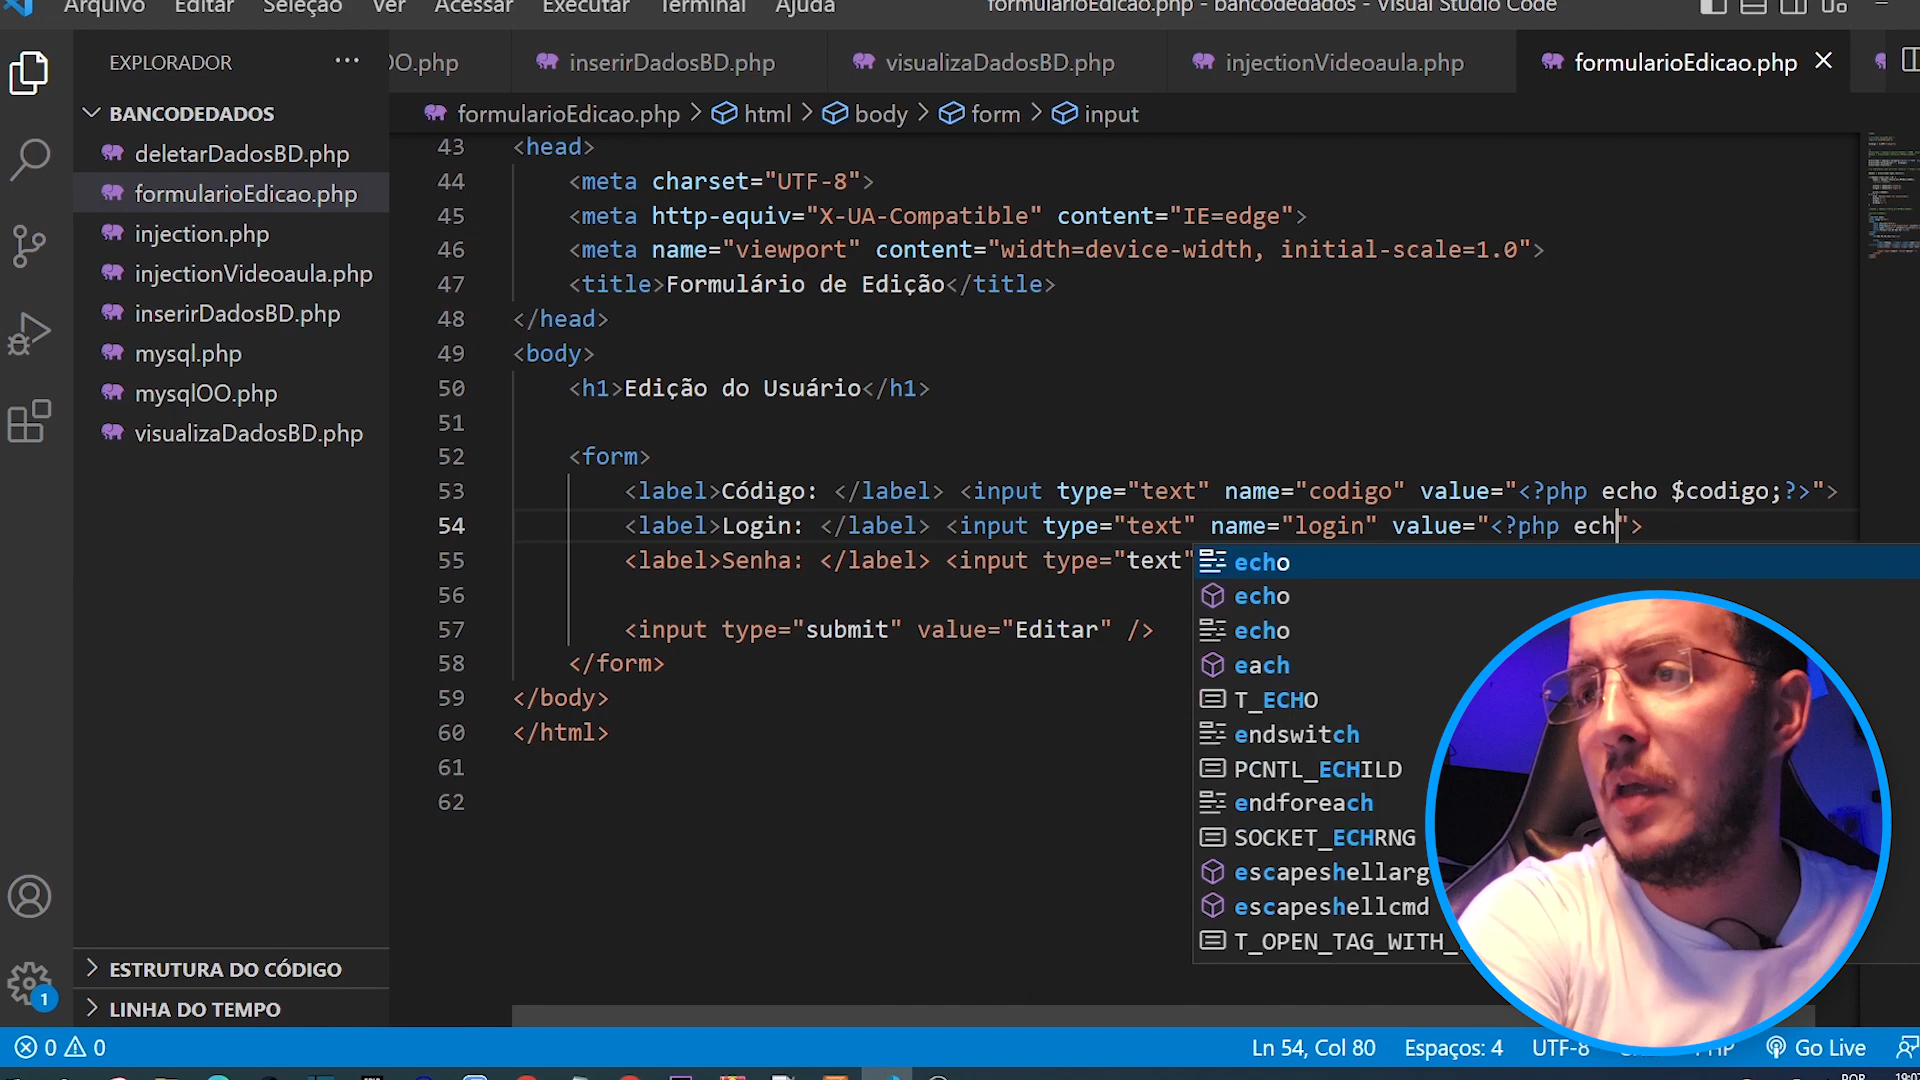 Arquivo Editar Seleção Ver Acessar Executar Terminal Ajuda formularioEdicao.php - bancodedados - Visual Studio Code
EXPLORADOR ··· OO.php inserirDadosBD.php visualizaDadosBD.php injectionVideoaula.php formularioEdicao.php
BANCODEDADOS
deletarDadosBD.php
formularioEdicao.php
injection.php
injectionVideoaula.php
inserirDadosBD.php
mysql.php
mysqlOO.php
visualizaDadosBD.php
ESTRUTURA DO CÓDIGO
LINHA DO TEMPO
1
formularioEdicao.php > html > body > form > input
43 <head>
44 <meta charset="UTF-8">
45 <meta http-equiv="X-UA-Compatible" content="IE=edge">
46 <meta name="viewport" content="width=device-width, initial-scale=1.0">
47 <title>Formulário de Edição</title>
48 </head>
49 <body>
50 <h1>Edição do Usuário</h1>
51
52 <form>
53 <label>Código: </label> <input type="text" name="codigo" value="<?php echo $codigo;?>">
54 <label>Login: </label> <input type="text" name="login" value="<?php ech">
55 <label>Senha: </label> <input type="text"
56
57 <input type="submit" value="Editar" />
58 </form>
59 </body>
60 </html>
61
62
echo
echo
echo
each
T_ECHO
endswitch
PCNTL_ECHILD
endforeach
SOCKET_ECHRNG
escapeshellarg
escapeshellcmd
T_OPEN_TAG_WITH_
0 0 Ln 54, Col 80 Espaços: 4 UTF-8 PHP Go Live